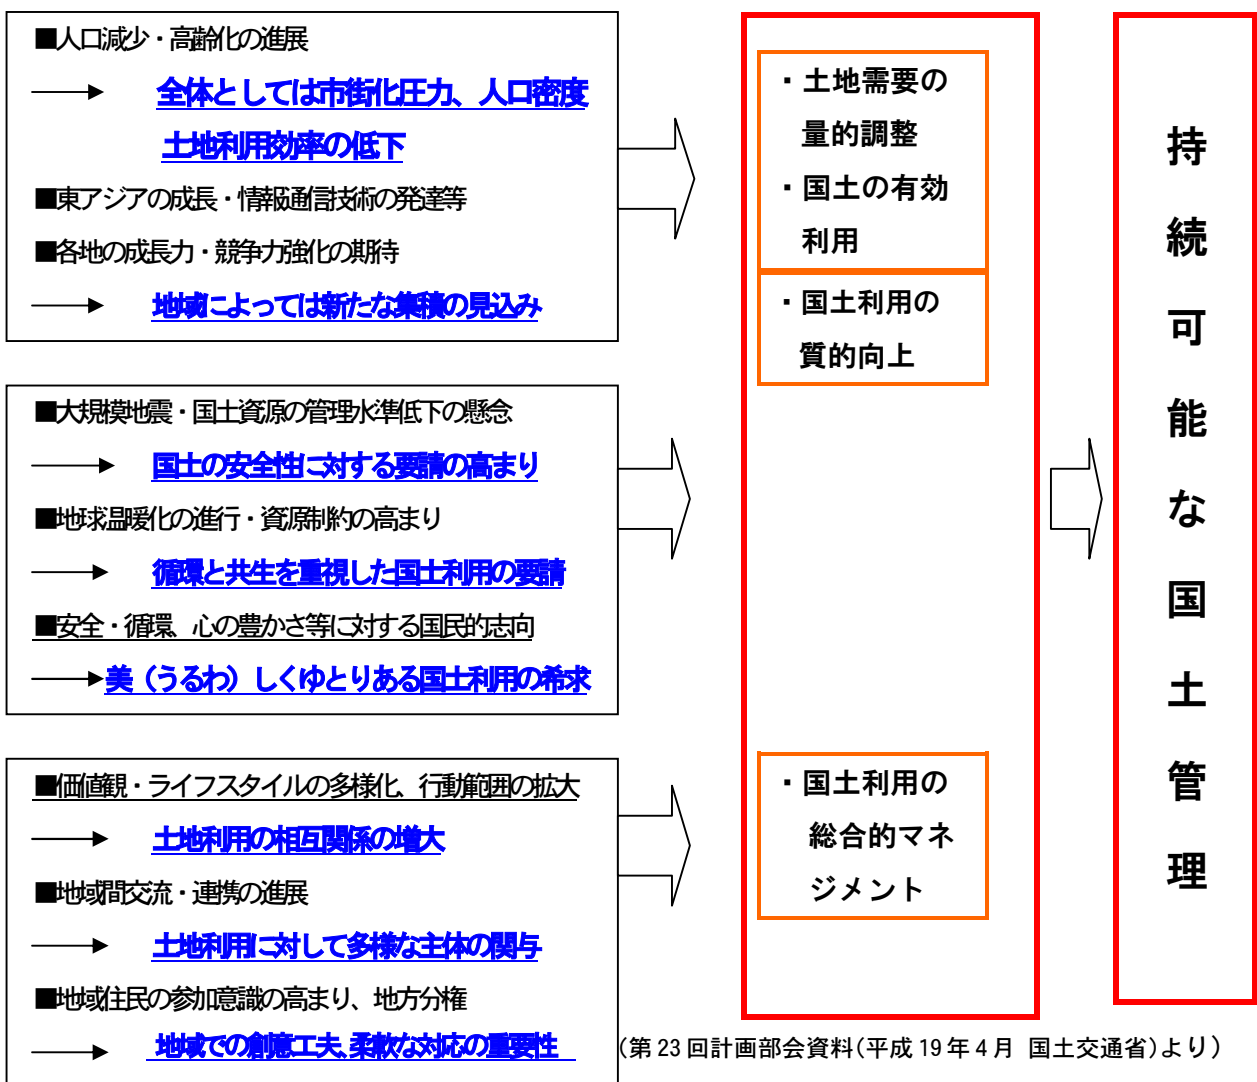 ■人口減少・高齢化の進展
全体としては市街化圧力、人口密度
土地利用効率の低下
■東アジアの成長・情報通信技術の発達等
■各地の成長力・競争力強化の期待
地域によっては新たな集積の見込み
■大規模地震・国土資源の管理水準低下の懸念
国土の安全性に対する要請の高まり
■地球温暖化の進行・資源制約の高まり
循環と共生を重視した国土利用の要請
■安全・循環、心の豊かさ等に対する国民的志向
美（うるわ）しくゆとりある国土利用の希求
■価値観・ライフスタイルの多様化、行動範囲の拡大
土地利用の相互関係の増大
■地域間交流・連携の進展
土地利用に対して多様な主体の関与
■地域住民の参加意識の高まり、地方分権
地域での創意工夫、柔軟な対応の重要性
・土地需要の
量的調整
・国土の有効
利用
・国土利用の
質的向上
・国土利用の
総合的マネ
ジメント
持続可能な国土管理
(第23回計画部会資料(平成19年4月 国土交通省)より)